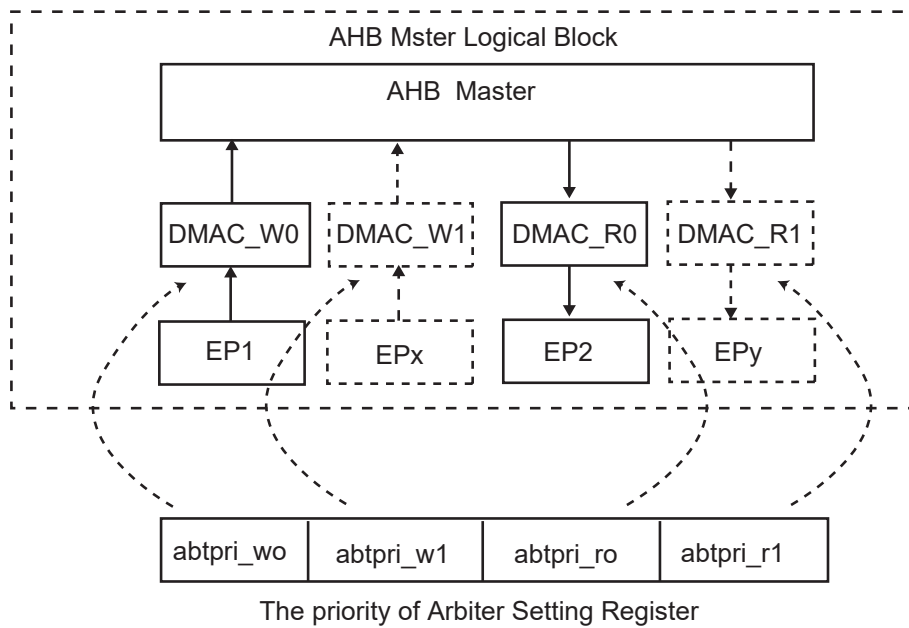 AHB Mster Logical Block
AHB Master
DMAC_W0 DMAC_W1 DMAC_R0 DMAC_R1
EP1 EPx EP2 EPy
abtpri_wo abtpri_w1 abtpri_ro abtpri_r1
The priority of Arbiter Setting Register